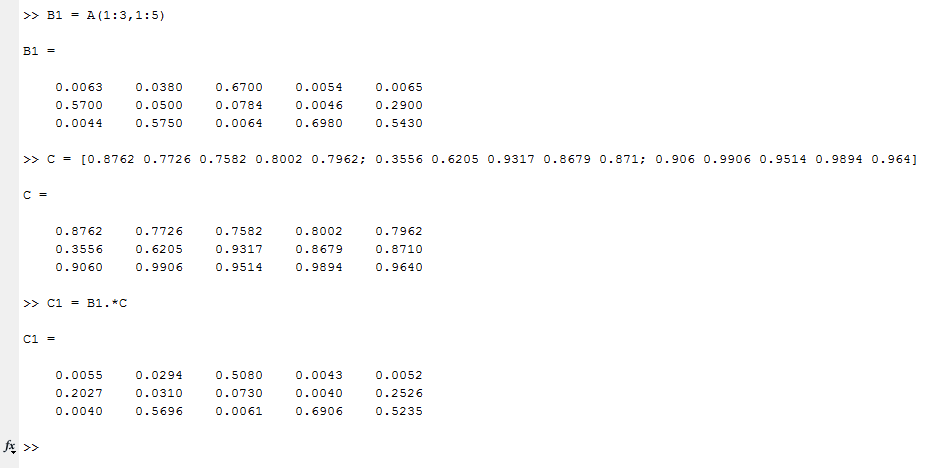 >> B1 = A(1:3,1:5)
B1 =
0.0063 0.0380 0.6700 0.0054 0.0065
0.5700 0.0500 0.0784 0.0046 0.2900
0.0044 0.5750 0.0064 0.6980 0.5430
>> C = [0.8762 0.7726 0.7582 0.8002 0.7962; 0.3556 0.6205 0.9317 0.8679 0.871; 0.906 0.9906 0.9514 0.9894 0.964]
C =
0.8762 0.7726 0.7582 0.8002 0.7962
0.3556 0.6205 0.9317 0.8679 0.8710
0.9060 0.9906 0.9514 0.9894 0.9640
>> C1 = B1.*C
C1 =
0.0055 0.0294 0.5080 0.0043 0.0052
0.2027 0.0310 0.0730 0.0040 0.2526
0.0040 0.5696 0.0061 0.6906 0.5235
fx >>